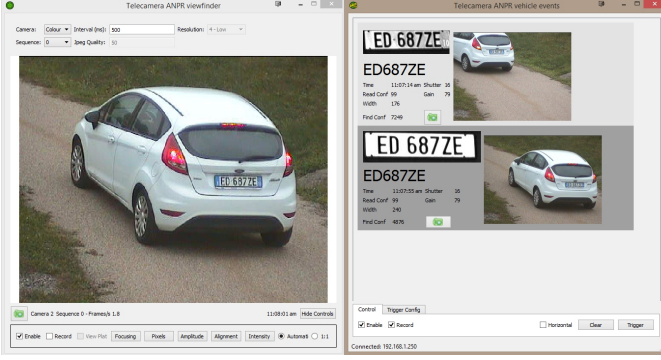 Telecamera ANPR viewfinder
Camera: Colour Interval (ms): 500 Resolution: 4 - Low
Sequence: 0 Jpeg Quality: 50
ED 687ZE
Camera 2 Sequence 0 - Frames/s 1.8 11:08:01 am Hide Controls
Enable Record View Plat Focusing Pixels Amplitude Alignment Intensity Automati 1:1
Telecamera ANPR vehicle events
ED 687ZE
ED687ZE
Time 11:07:14 am Shutter 16
Read Conf 99 Gain 79
Width 176
Find Conf 7249
ED 687ZE
ED687ZE
Time 11:07:55 am Shutter 16
Read Conf 99 Gain 79
Width 240
Find Conf 4876
Control Trigger Config
Enable Record Horizontal Clear Trigger
Connected: 192.168.1.250